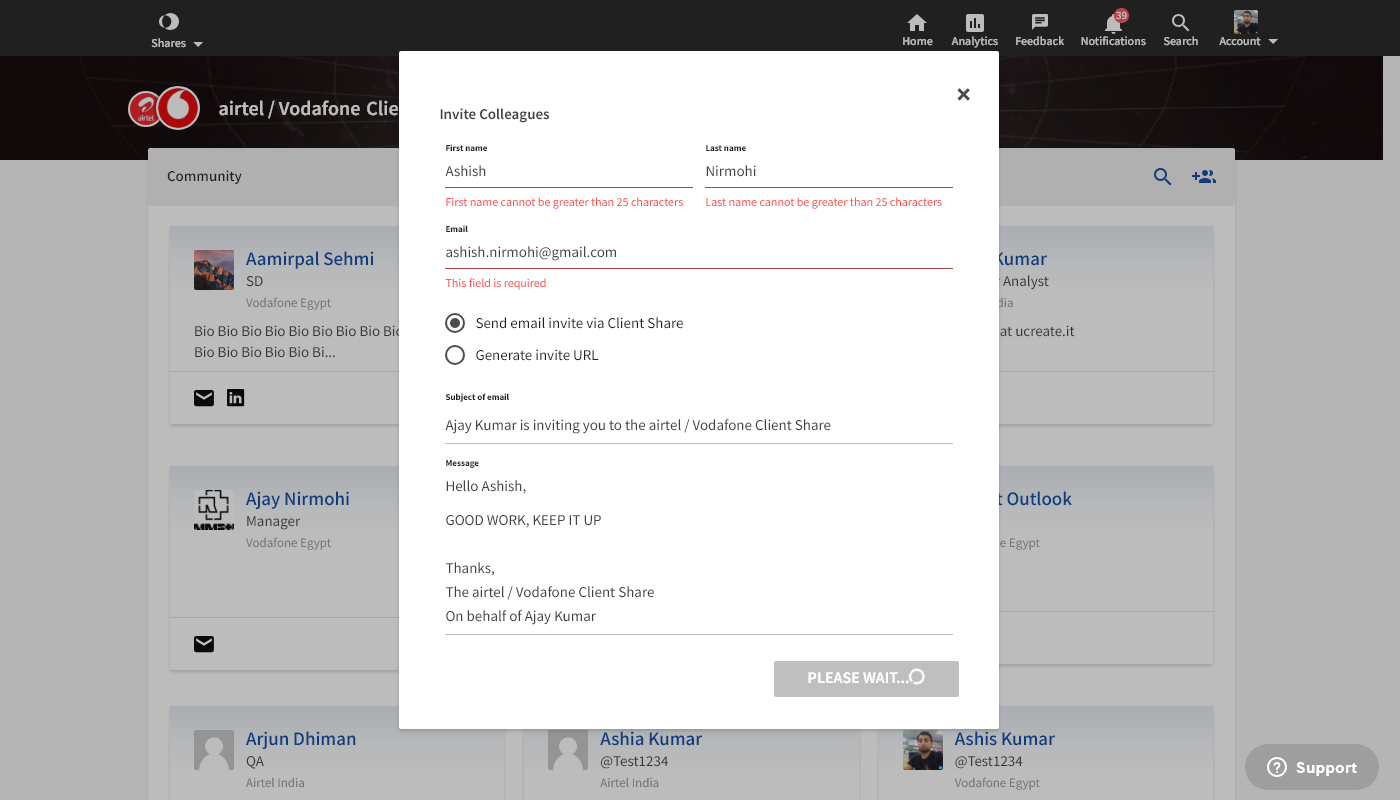 Shares
Home
Analytics
Feedback
39
Notifications
Search
Account
airtel
airtel / Vodafone Clie
Community
Invite Colleagues
First name
Last name
Ashish
Nirmohi
First name cannot be greater than 25 characters
Last name cannot be greater than 25 characters
Email
ashish.nirmohi@gmail.com
This field is required
Send email invite via Client Share
Generate invite URL
Subject of email
Ajay Kumar is inviting you to the airtel / Vodafone Client Share
Message
Hello Ashish,
GOOD WORK, KEEP IT UP
Thanks,
The airtel / Vodafone Client Share
On behalf of Ajay Kumar
PLEASE WAIT...
Aamirpal Sehmi
SD
Vodafone Egypt
Bio Bio Bio Bio Bio Bio Bio Bio Bi
Bio Bio Bio Bio Bio Bi...
Kumar
Analyst
dia
at ucreate.it
Ajay Nirmohi
Manager
Vodafone Egypt
t Outlook
e Egypt
Arjun Dhiman
QA
Airtel India
Ashia Kumar
@Test1234
Airtel India
Ashis Kumar
@Test1234
Vodafone Egypt
Support